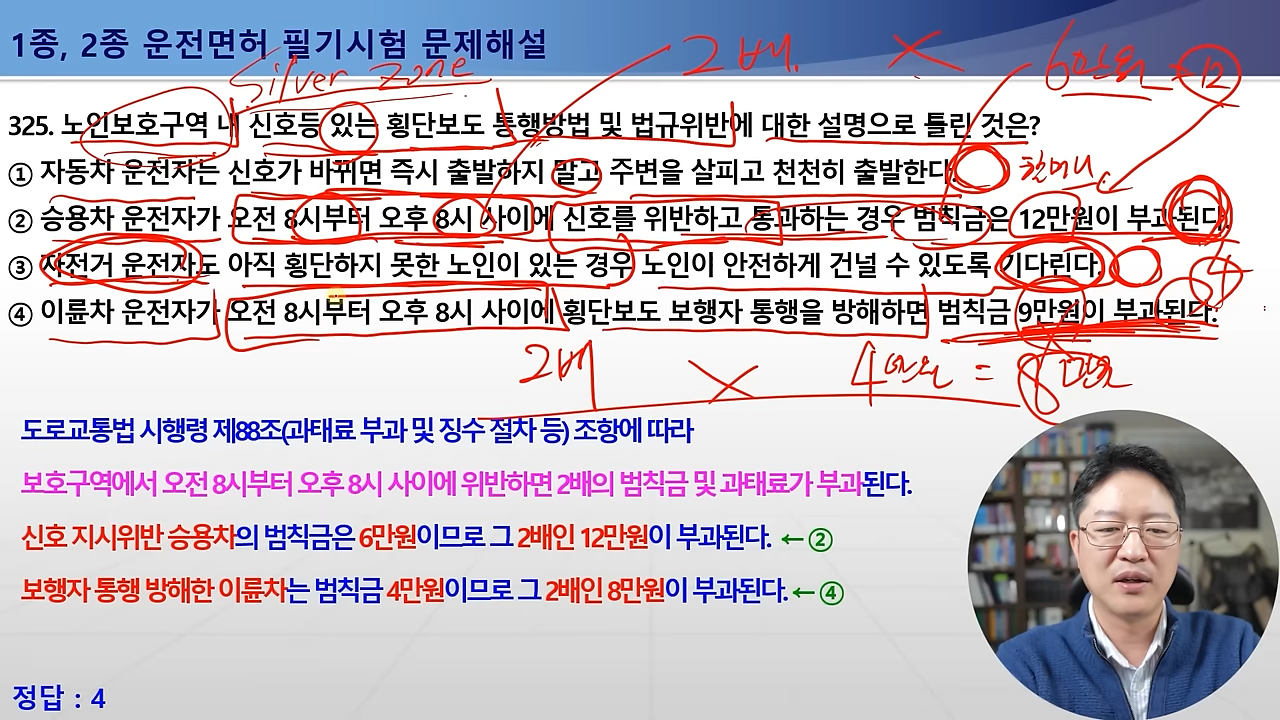 1종, 2종 운전면허 필기시험 문제해설
Silver zone
2배 × 6만원 = 12
325. 노인보호구역 내 신호등 있는 횡단보도 통행방법 및 법규위반에 대한 설명으로 틀린 것은?
① 자동차 운전자는 신호가 바뀌면 즉시 출발하지 말고 주변을 살피고 천천히 출발한다.
② 승용차 운전자가 오전 8시부터 오후 8시 사이에 신호를 위반하고 통과하는 경우 범칙금은 12만원이 부과된다.
③ 자전거 운전자도 아직 횡단하지 못한 노인이 있는 경우 노인이 안전하게 건널 수 있도록 기다린다.
④ 이륜차 운전자가 오전 8시부터 오후 8시 사이에 횡단보도 보행자 통행을 방해하면 범칙금 9만원이 부과된다.
2배 × 4만원 = 8만원
도로교통법 시행령 제88조(과태료 부과 및 징수 절차 등) 조항에 따라
보호구역에서 오전 8시부터 오후 8시 사이에 위반하면 2배의 범칙금 및 과태료가 부과된다.
신호 지시위반 승용차의 범칙금은 6만원이므로 그 2배인 12만원이 부과된다. ←②
보행자 통행 방해한 이륜차는 범칙금 4만원이므로 그 2배인 8만원이 부과된다.←④
정답 : 4